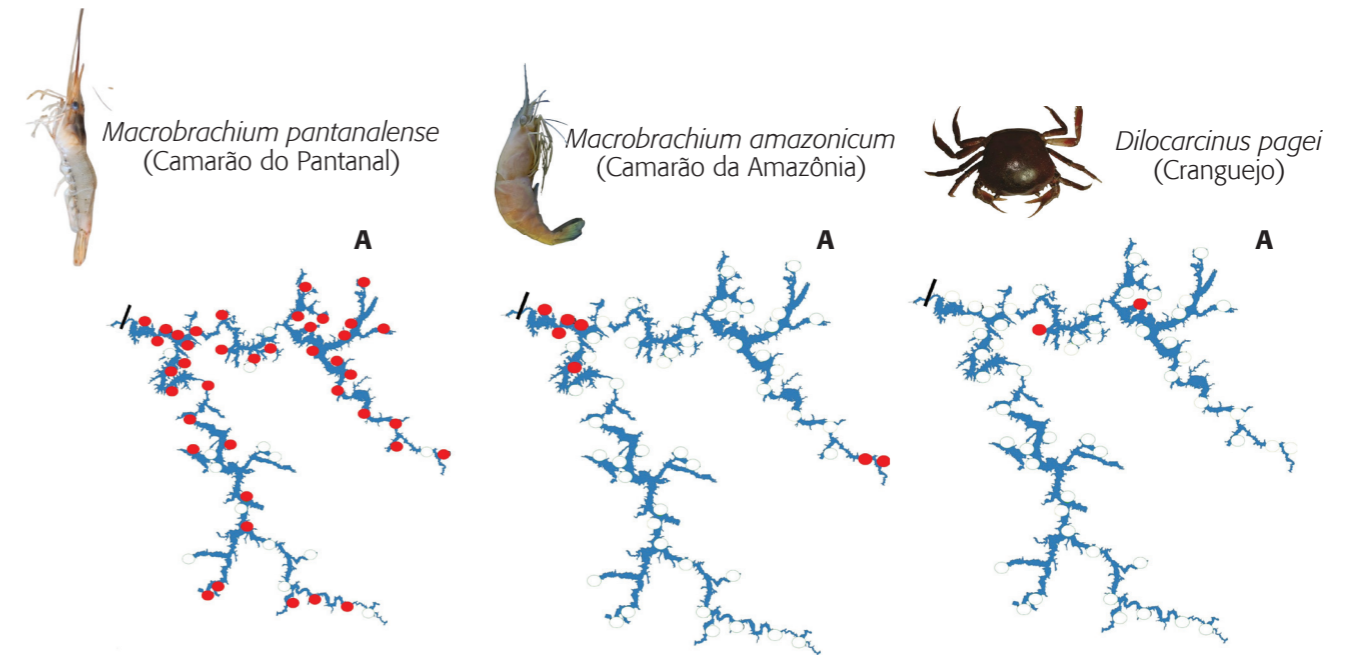 Macrobrachium pantanalense
(Camarão do Pantanal)
Macrobrachium amazonicum
(Camarão da Amazônia)
Dilocarcinus pagei
(Cranguejo)
A
A
A